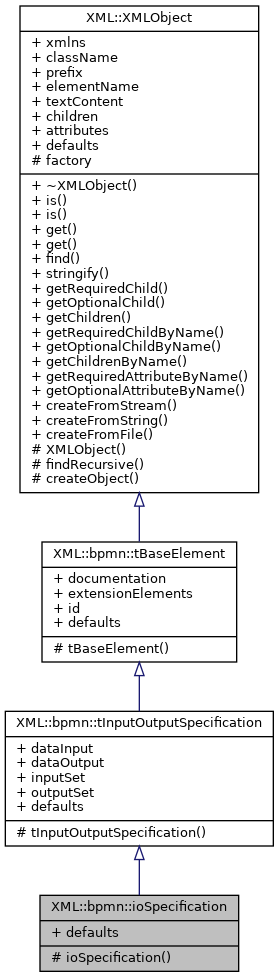 XML::XMLObject
+ xmlns
+ className
+ prefix
+ elementName
+ textContent
+ children
+ attributes
+ defaults
# factory
+ ~XMLObject()
+ is()
+ is()
+ get()
+ get()
+ find()
+ stringify()
+ getRequiredChild()
+ getOptionalChild()
+ getChildren()
+ getRequiredChildByName()
+ getOptionalChildByName()
+ getChildrenByName()
+ getRequiredAttributeByName()
+ getOptionalAttributeByName()
+ createFromStream()
+ createFromString()
+ createFromFile()
# XMLObject()
# findRecursive()
# createObject()
XML::bpmn::tBaseElement
+ documentation
+ extensionElements
+ id
+ defaults
# tBaseElement()
XML::bpmn::tInputOutputSpecification
+ dataInput
+ dataOutput
+ inputSet
+ outputSet
+ defaults
# tInputOutputSpecification()
XML::bpmn::ioSpecification
+ defaults
# ioSpecification()